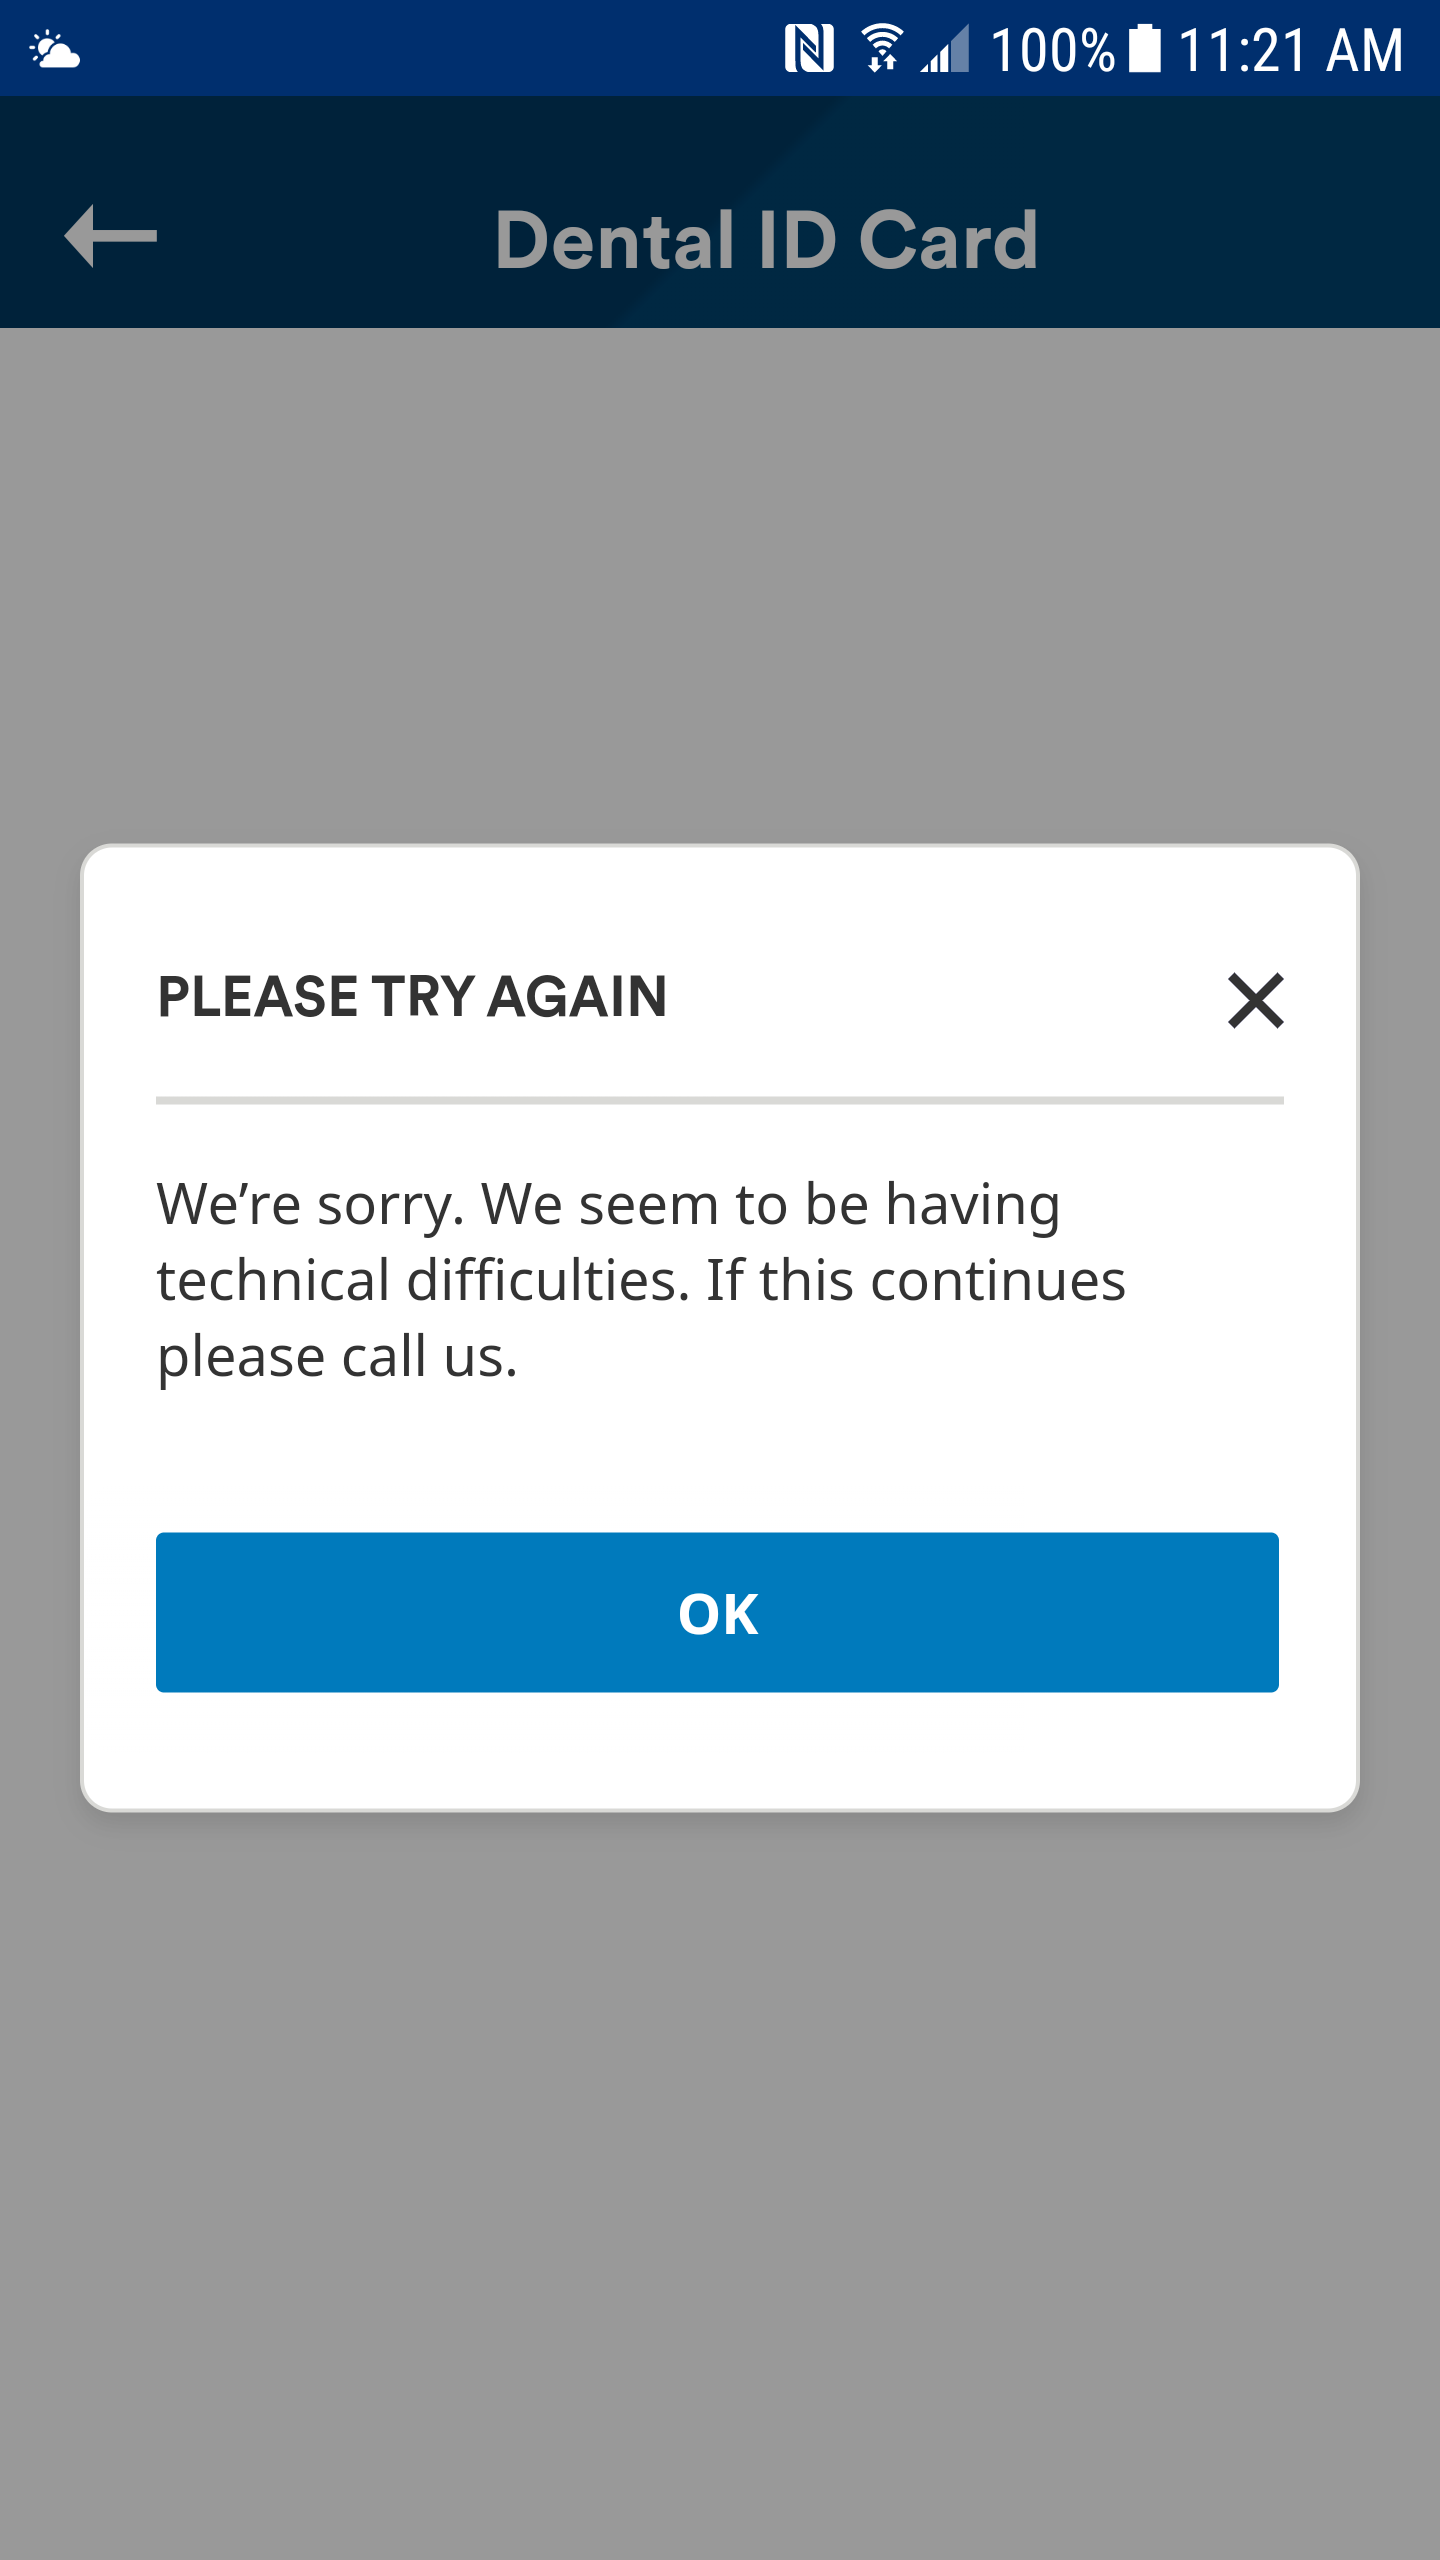 100% 11:21 AM
Dental ID Card
PLEASE TRY AGAIN
We’re sorry. We seem to be having
technical difficulties. If this continues
please call us.
OK